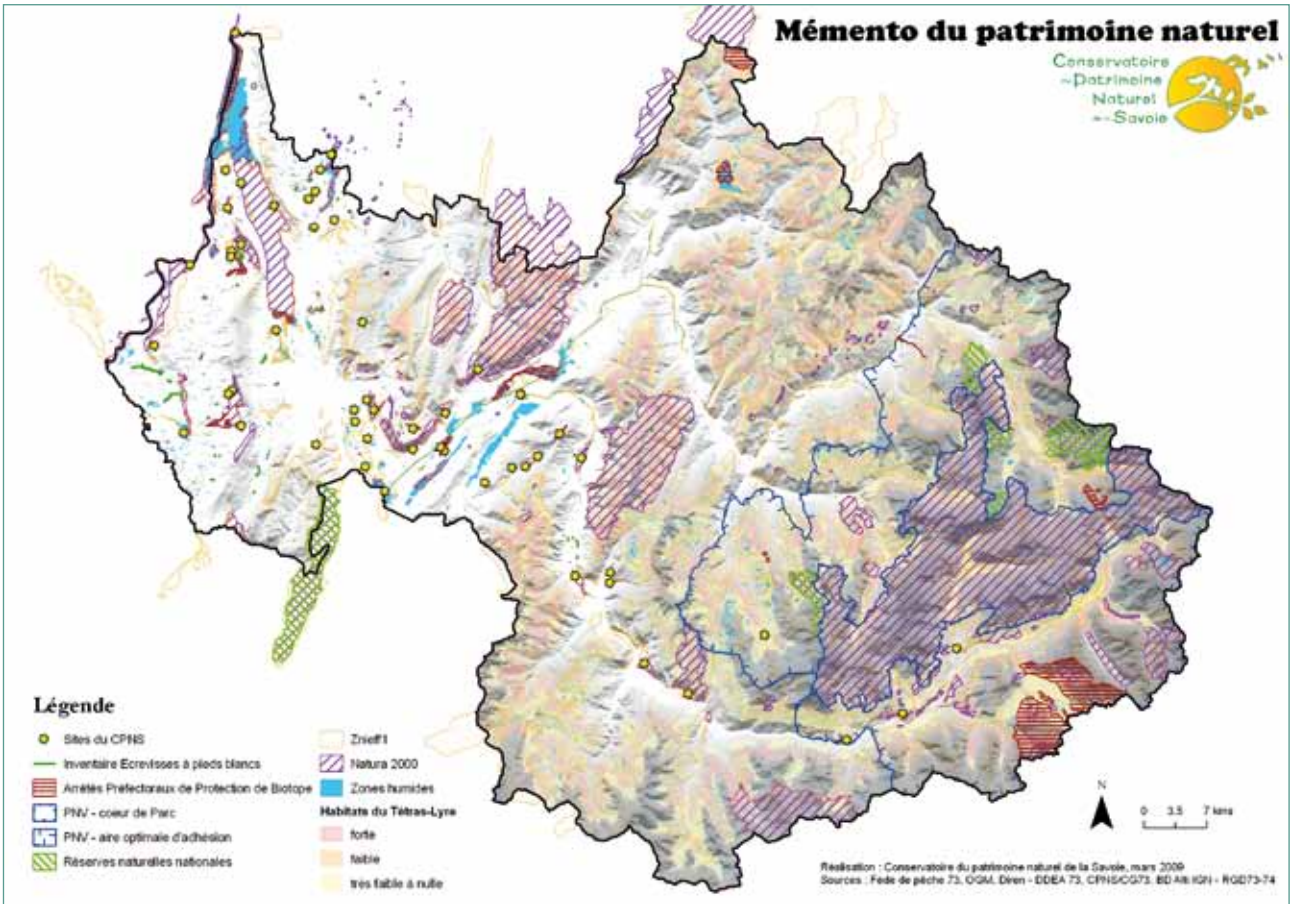 Mémento du patrimoine naturel
Conservatoire
Patrimoine
Naturel
Savoie
Légende
Sites du CPNS
Inventaire Ecrevisses à pieds blancs
Arrêtés Préfectoraux de Protection de Biotope
PNV - coeur de Parc
PNV - aire optimale d'adhésion
Réserves naturelles nationales
Znieff I
Natura 2000
Zones humides
Habitats du Tétras-Lyre
forte
faible
très faible à nulle
N
0 3.5 7 kms
Réalisation : Conservatoire du patrimoine naturel de la Savoie, mars 2009
Sources : Fédé de pêche 73, OGM, Diren - DDEA 73, CPNS/CG73, BD Alti IGN - RGD73-74